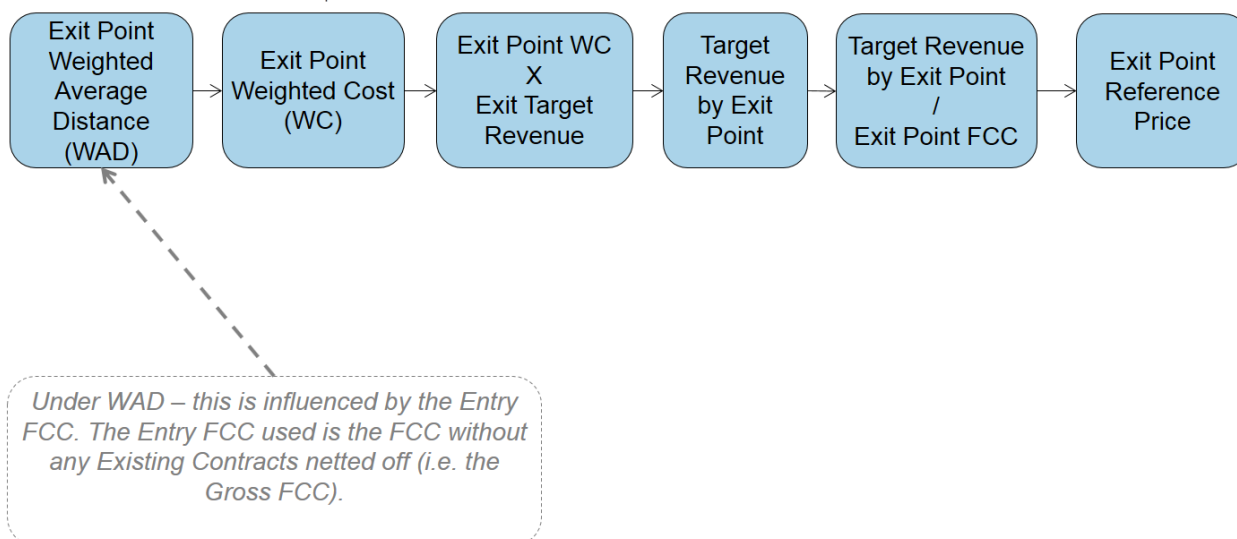 Exit Point
Weighted
Average
Distance
(WAD)
Exit Point
Weighted Cost
(WC)
Exit Point WC
X
Exit Target
Revenue
Target
Revenue
by Exit
Point
Target Revenue
by Exit Point
/
Exit Point FCC
Exit Point
Reference
Price
Under WAD – this is influenced by the Entry
FCC. The Entry FCC used is the FCC without
any Existing Contracts netted off (i.e. the
Gross FCC).